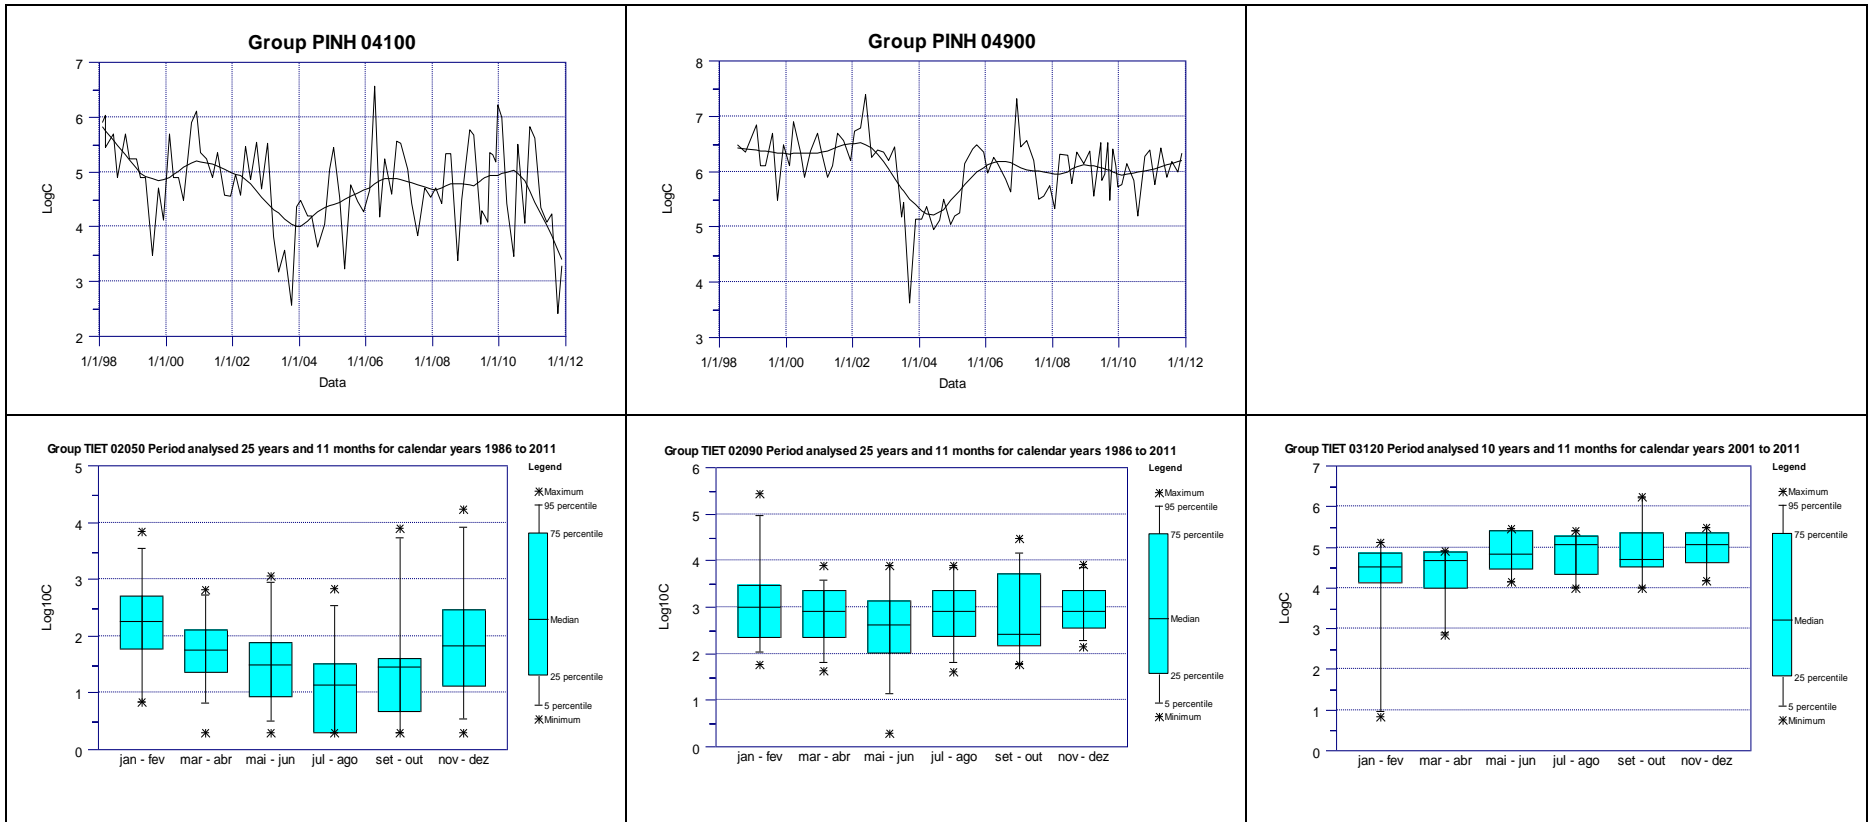 Group PINH 04100
7
6
5
4
3
2
LogC
1/1/98 1/1/00 1/1/02 1/1/04 1/1/06 1/1/08 1/1/10 1/1/12
Data
Group PINH 04900
8
7
6
5
4
3
LogC
1/1/98 1/1/00 1/1/02 1/1/04 1/1/06 1/1/08 1/1/10 1/1/12
Data
Group TIET 02050 Period analysed 25 years and 11 months for calendar years 1986 to 2011
5
4
3
2
1
0
Log10C
jan - fev mar - abr mai - jun jul - ago set - out nov - dez
Legend
Maximum
95 percentile
75 percentile
Median
25 percentile
5 percentile
Minimum
Group TIET 02090 Period analysed 25 years and 11 months for calendar years 1986 to 2011
6
5
4
3
2
1
0
Log10C
jan - fev mar - abr mai - jun jul - ago set - out nov - dez
Legend
Maximum
95 percentile
75 percentile
Median
25 percentile
5 percentile
Minimum
Group TIET 03120 Period analysed 10 years and 11 months for calendar years 2001 to 2011
7
6
5
4
3
2
1
0
LogC
jan - fev mar - abr mai - jun jul - ago set - out nov - dez
Legend
Maximum
95 percentile
75 percentile
Median
25 percentile
5 percentile
Minimum